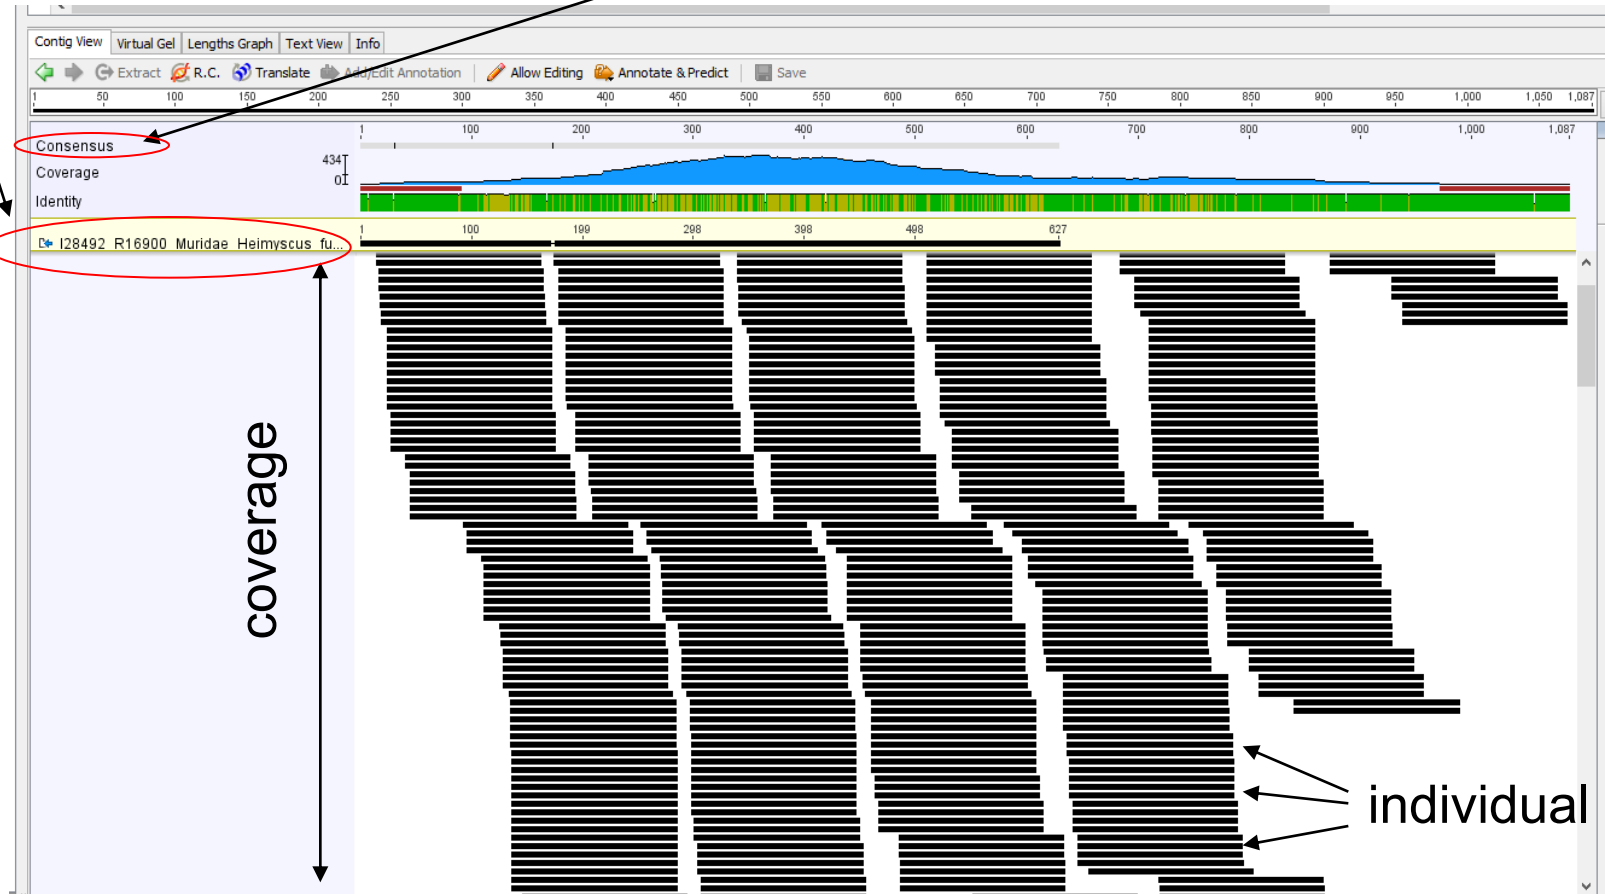 Contig View Virtual Gel Lengths Graph Text View Info
Extract R.C. Translate Add/Edit Annotation Allow Editing Annotate & Predict Save
1 50 100 150 200 250 300 350 400 450 500 550 600 650 700 750 800 850 900 950 1,000 1,050 1,087
1 100 200 300 400 500 600 700 800 900 1,000 1,087
Consensus
434
Coverage
0
Identity
1 100 199 298 398 498 627
I28492_R16900_Muridae_Heimyscus_fu...
coverage
individual